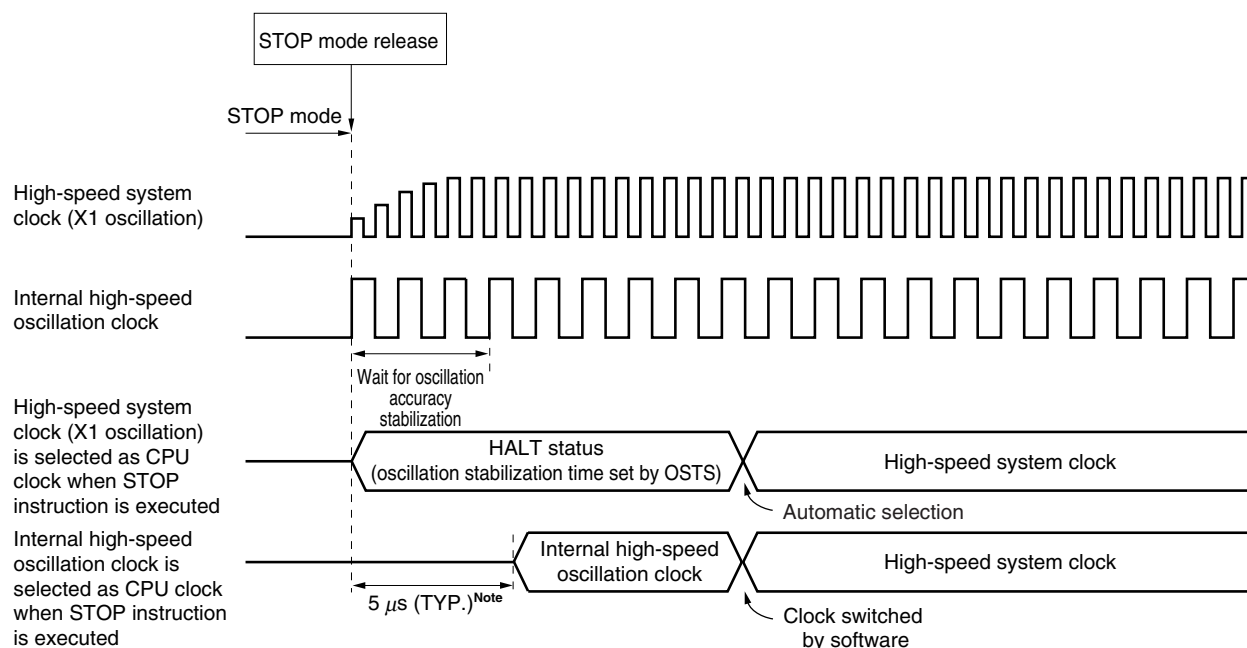 STOP mode release
STOP mode
High-speed system
clock (X1 oscillation)
Internal high-speed
oscillation clock
Wait for oscillation
accuracy
stabilization
High-speed system
clock (X1 oscillation)
is selected as CPU
clock when STOP
instruction is executed
HALT status
(oscillation stabilization time set by OSTS)
High-speed system clock
Automatic selection
Internal high-speed
oscillation clock is
selected as CPU clock
when STOP instruction
is executed
Internal high-speed
oscillation clock
High-speed system clock
5 μs (TYP.)Note
Clock switched
by software